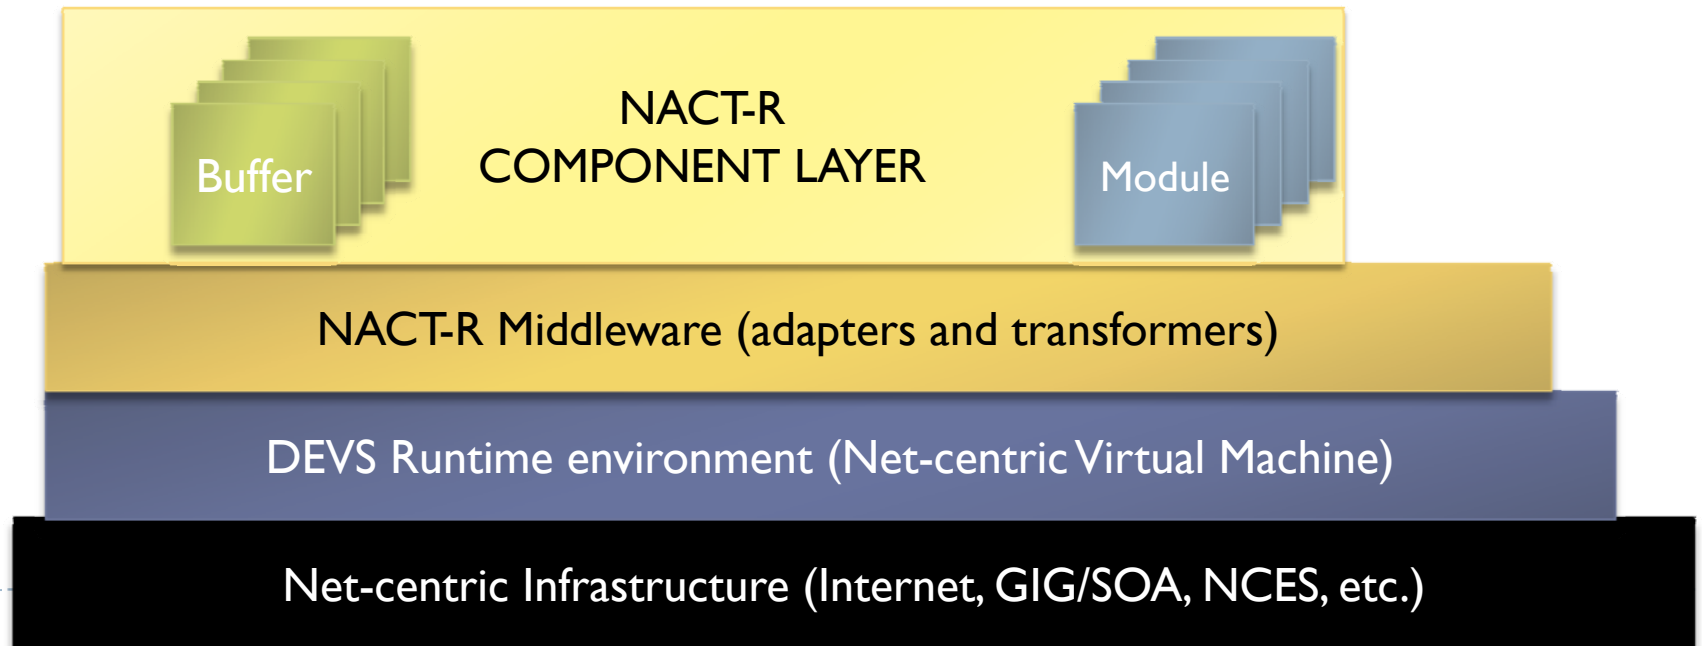 NACT-R
COMPONENT LAYER
Buffer
Module
NACT-R Middleware (adapters and transformers)
DEVS Runtime environment (Net-centric Virtual Machine)
Net-centric Infrastructure (Internet, GIG/SOA, NCES, etc.)